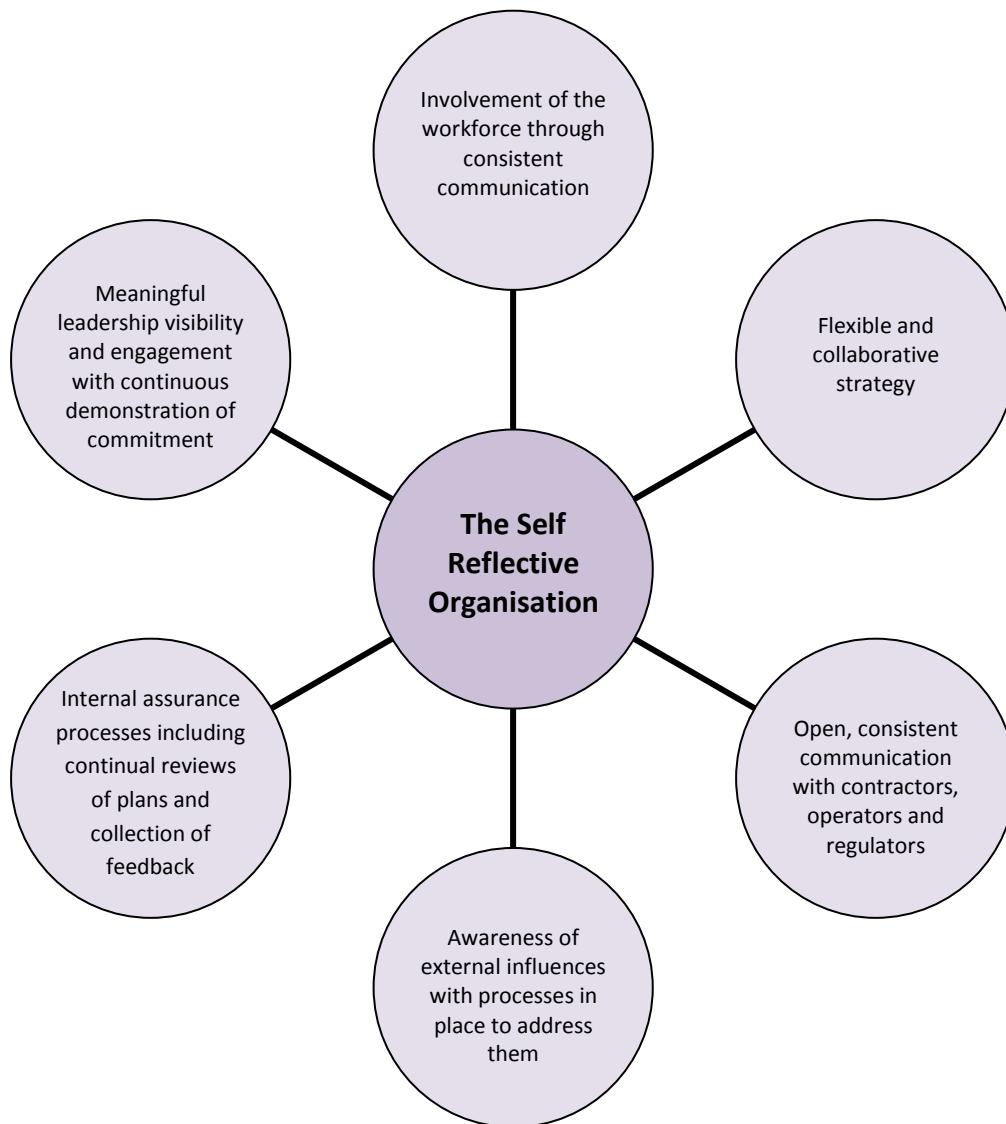 Involvement of the
workforce through
consistent
communication
Meaningful
leadership visibility
and engagement
with continuous
demonstration of
commitment
Flexible and
collaborative
strategy
The Self
Reflective
Organisation
Internal assurance
processes including
continual reviews
of plans and
collection of
feedback
Open, consistent
communication
with contractors,
operators and
regulators
Awareness of
external influences
with processes in
place to address
them